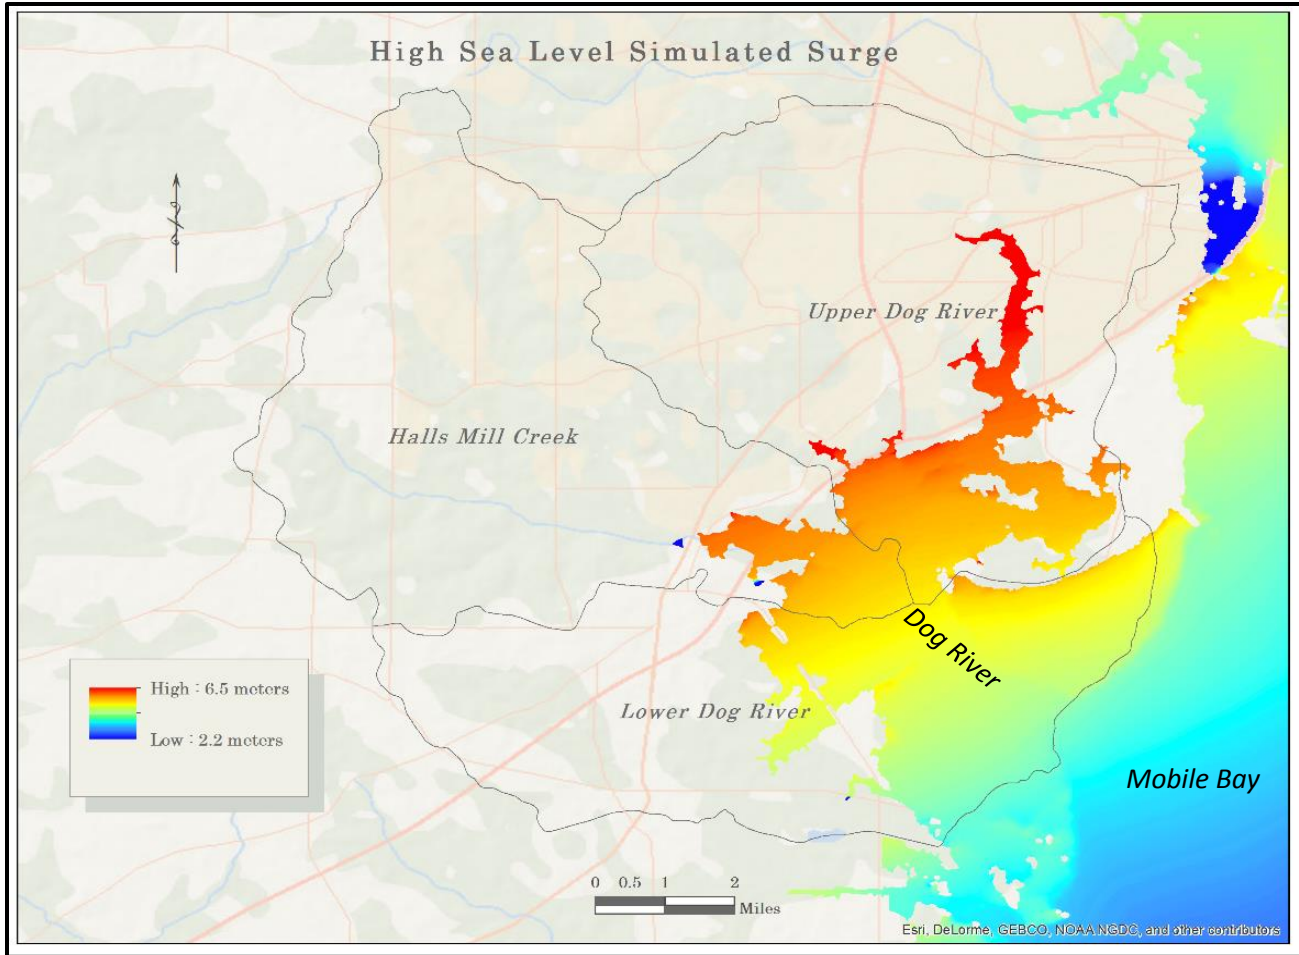 High Sea Level Simulated Surge
Upper Dog River
Halls Mill Creek
Dog River
Lower Dog River
High : 6.5 meters
Low : 2.2 meters
Mobile Bay
0 0.5 1 2
Miles
Esri, DeLorme, GEBCO, NOAA NGDC, and other contributors